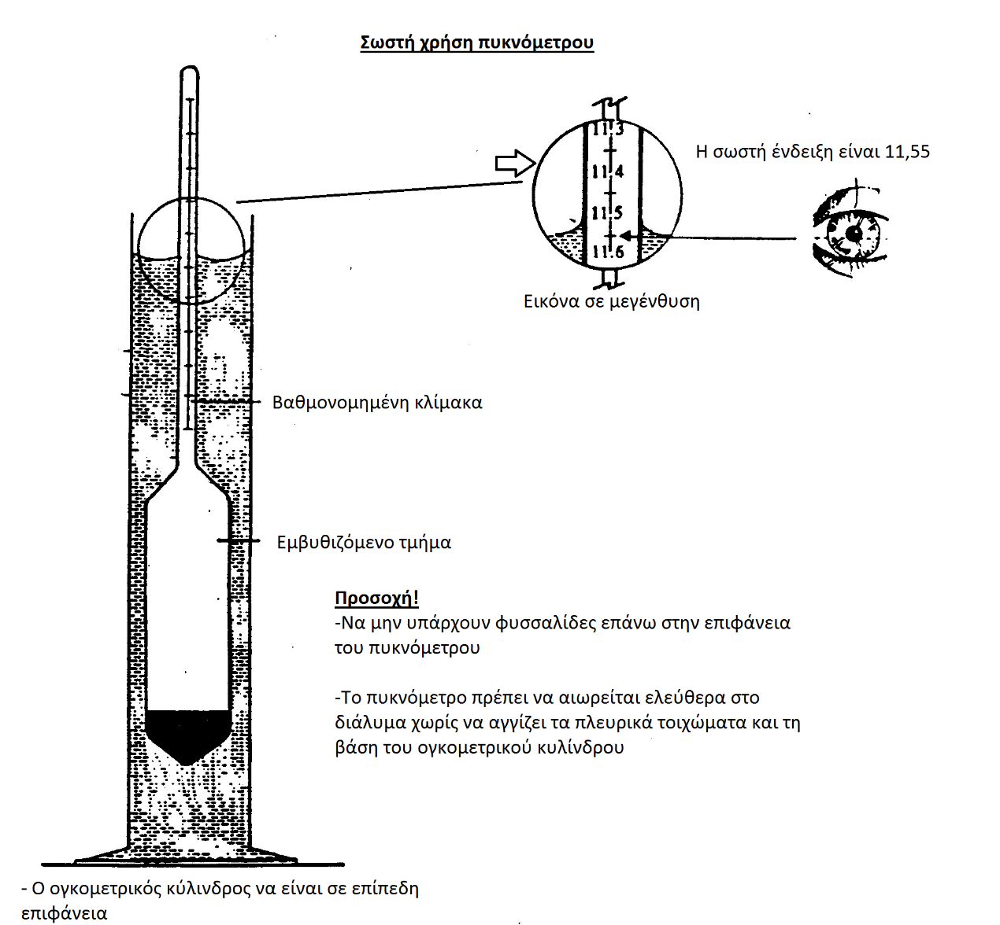 Σωστή χρήση πυκνόμετρου
11.3
11.4
11.5
11.6
Η σωστή ένδειξη είναι 11,55
Εικόνα σε μεγένθυση
Βαθμονομημένη κλίμακα
Εμβυθιζόμενο τμήμα
Προσοχή!
-Να μην υπάρχουν φυσσαλίδες επάνω στην επιφάνεια
του πυκνόμετρου
-Το πυκνόμετρο πρέπει να αιωρείται ελεύθερα στο
διάλυμα χωρίς να αγγίζει τα πλευρικά τοιχώματα και τη
βάση του ογκομετρικού κυλίνδρου
- Ο ογκομετρικός κύλινδρος να είναι σε επίπεδη
επιφάνεια